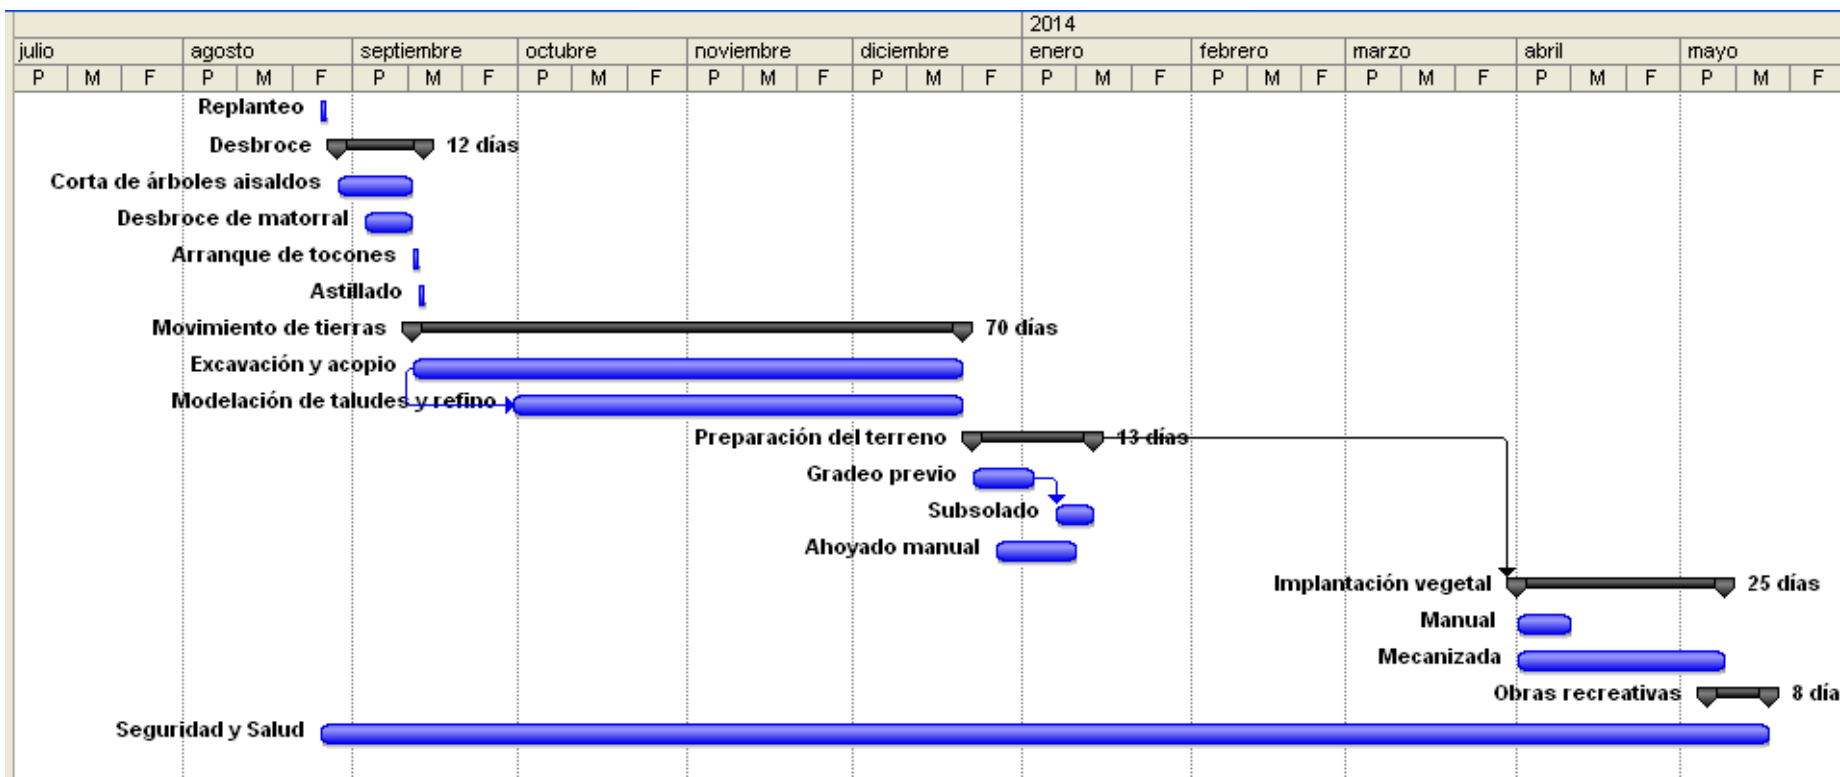 2014
julio agosto septiembre octubre noviembre diciembre enero febrero marzo abril mayo
P M F P M F P M F P M F P M F P M F P M F P M F P M F P M F P M F
Replanteo
Desbroce 12 días
Corta de árboles aisaldos
Desbroce de matorral
Arranque de tocones
Astillado
Movimiento de tierras 70 días
Excavación y acopio
Modelación de taludes y refino
Preparación del terreno 13 días
Gradeo previo
Subsolado
Ahoyado manual
Implantación vegetal 25 días
Manual
Mecanizada
Obras recreativas 8 día
Seguridad y Salud